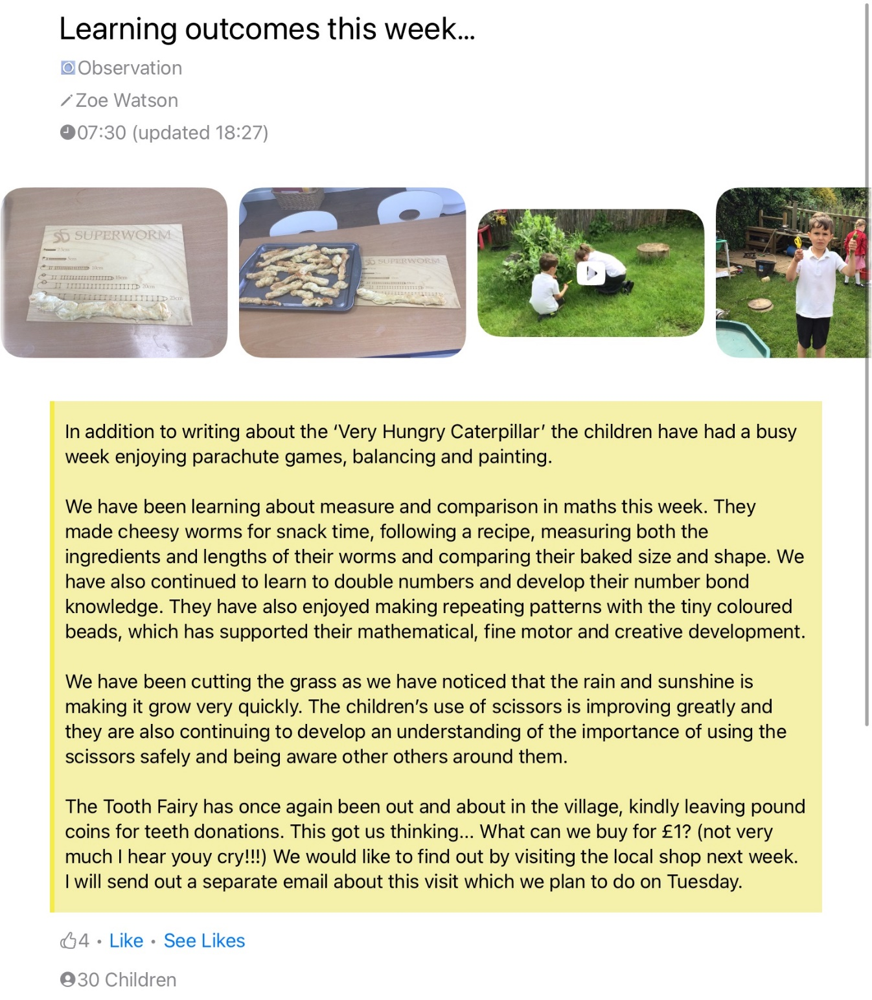 Learning outcomes this week...
Observation
Zoe Watson
07:30 (updated 18:27)
SUPERWORM
5cm
10cm
15cm
20cm
25cm
SUPERWORM
In addition to writing about the ‘Very Hungry Caterpillar’ the children have had a busy
week enjoying parachute games, balancing and painting.
We have been learning about measure and comparison in maths this week. They
made cheesy worms for snack time, following a recipe, measuring both the
ingredients and lengths of their worms and comparing their baked size and shape. We
have also continued to learn to double numbers and develop their number bond
knowledge. They have also enjoyed making repeating patterns with the tiny coloured
beads, which has supported their mathematical, fine motor and creative development.
We have been cutting the grass as we have noticed that the rain and sunshine is
making it grow very quickly. The children’s use of scissors is improving greatly and
they are also continuing to develop an understanding of the importance of using the
scissors safely and being aware other others around them.
The Tooth Fairy has once again been out and about in the village, kindly leaving pound
coins for teeth donations. This got us thinking... What can we buy for £1? (not very
much I hear youy cry!!!) We would like to find out by visiting the local shop next week.
I will send out a separate email about this visit which we plan to do on Tuesday.
4 • Like • See Likes
30 Children